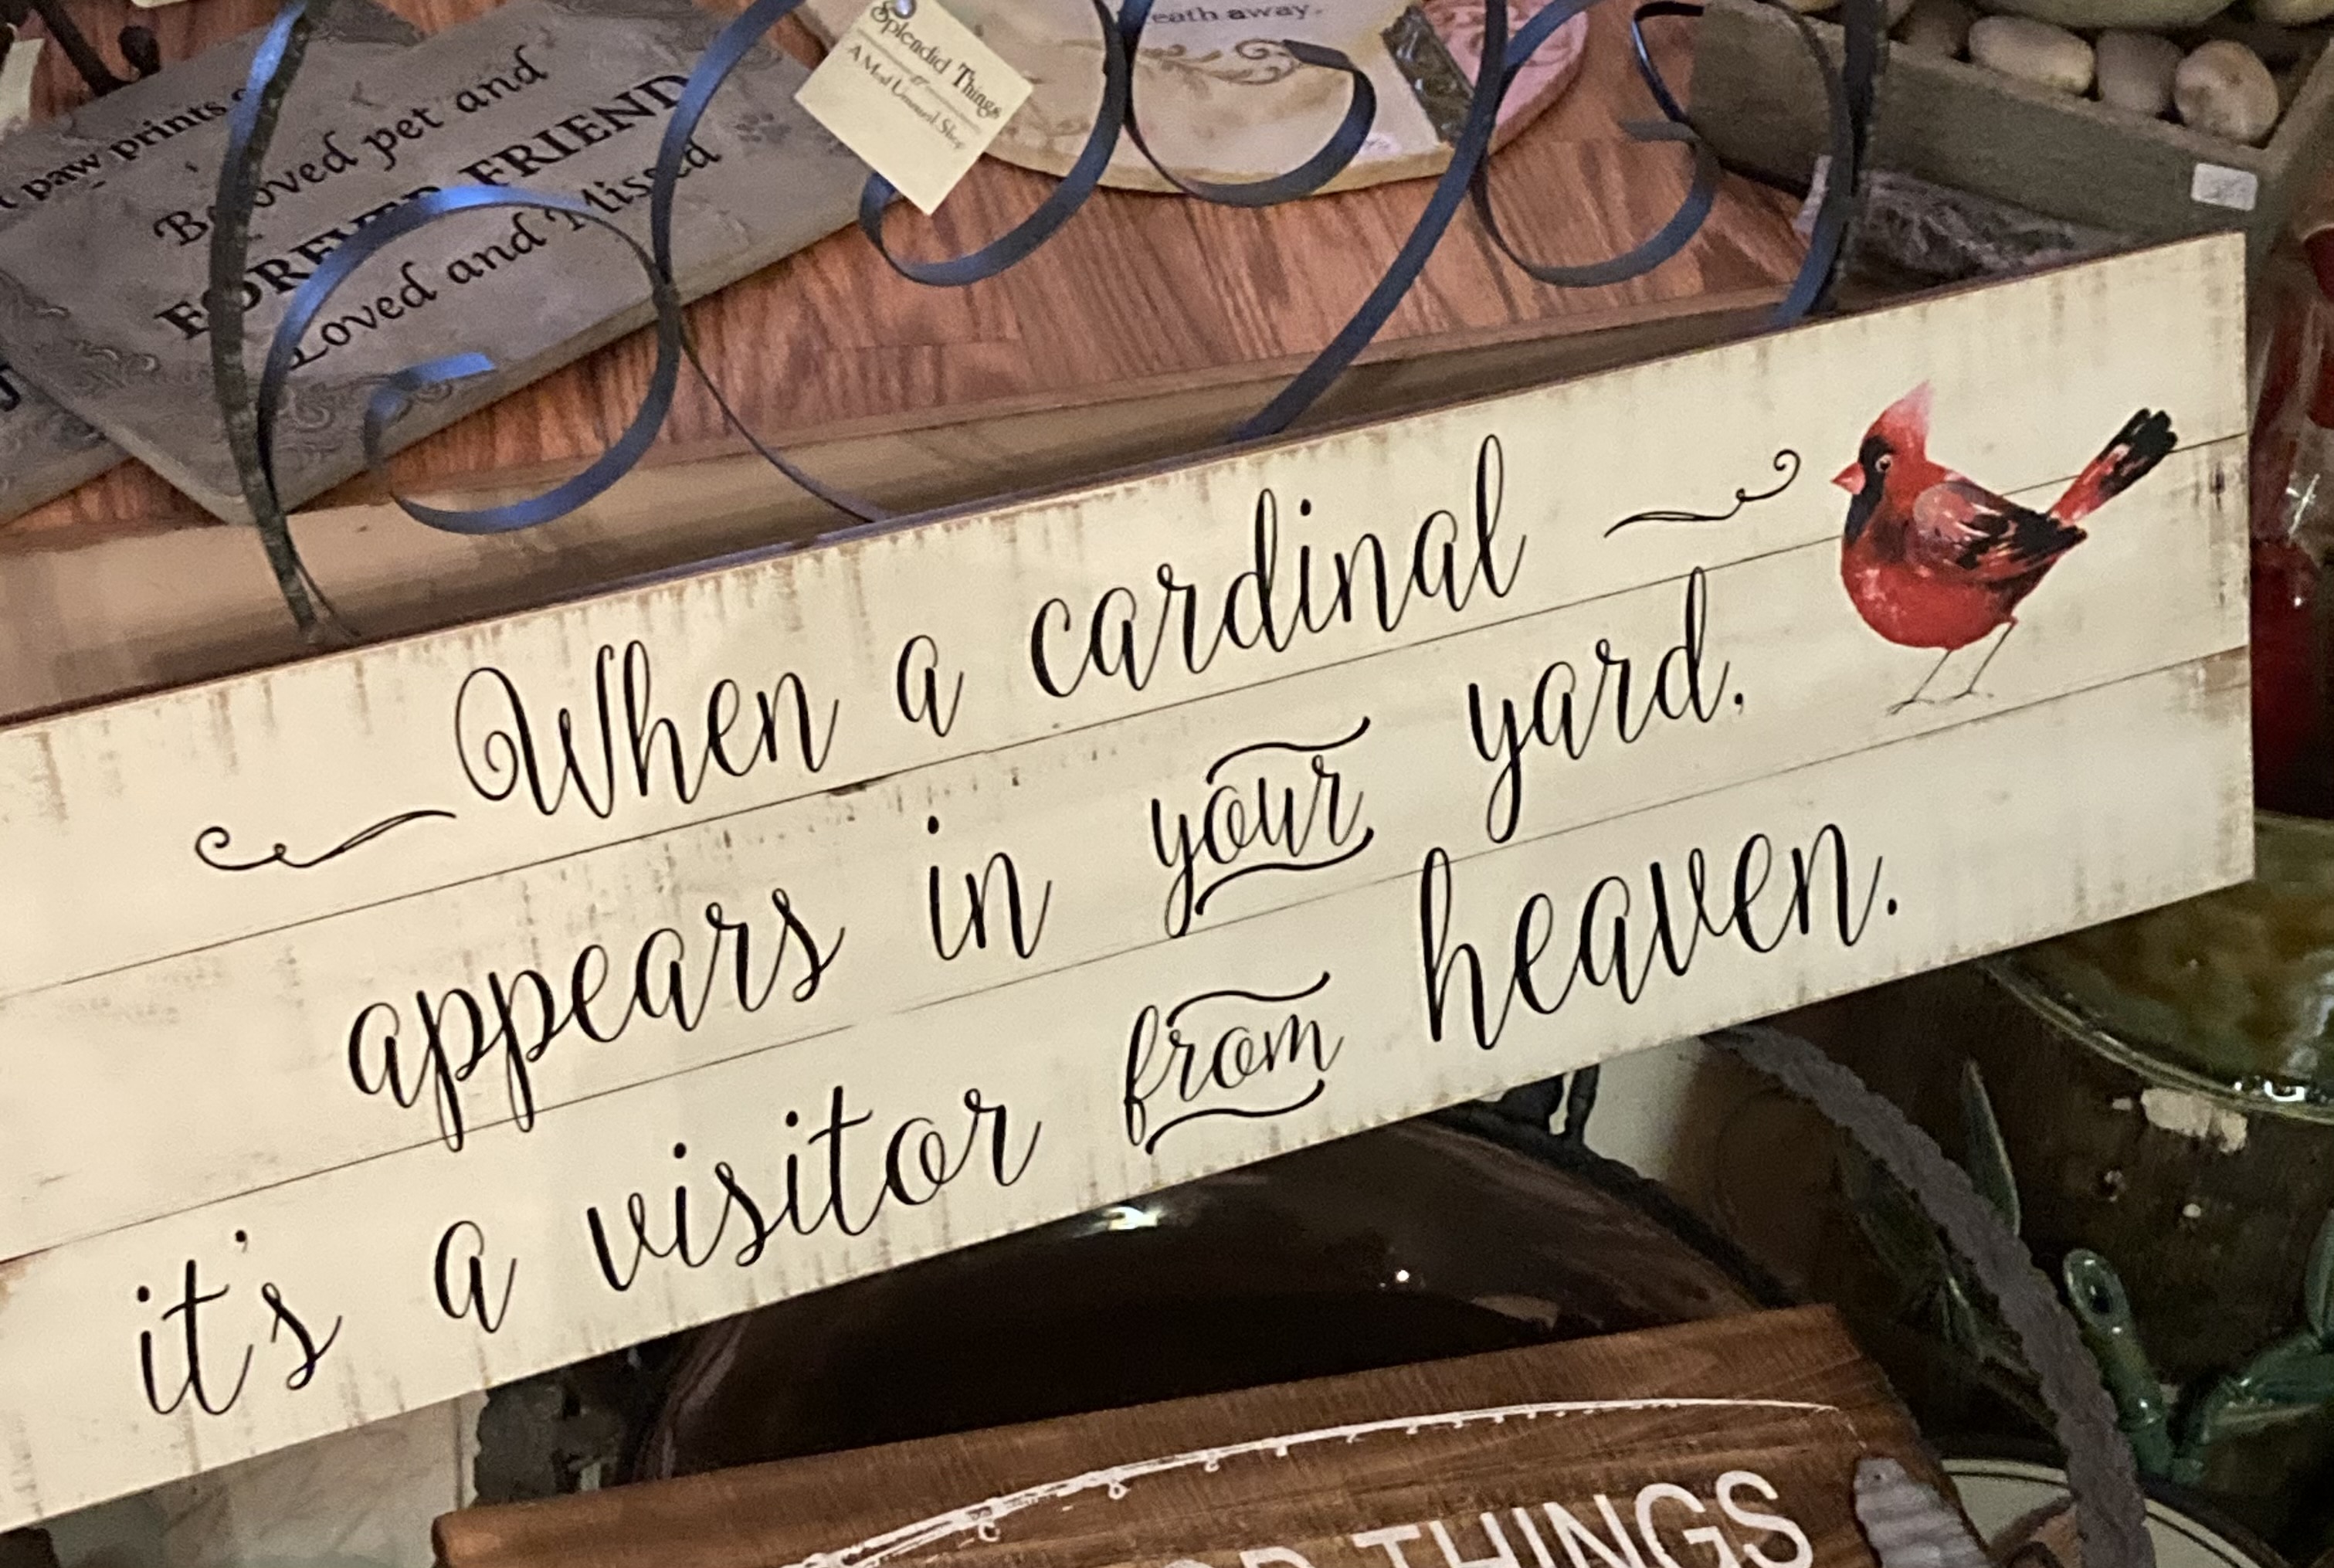 paw prints
Beloved pet and
FOREVER FRIEND
Loved and Missed
Splendid Things
A Most Unusual Shop
away.
When a cardinal
appears in your yard.
it's a visitor from heaven.
THINGS